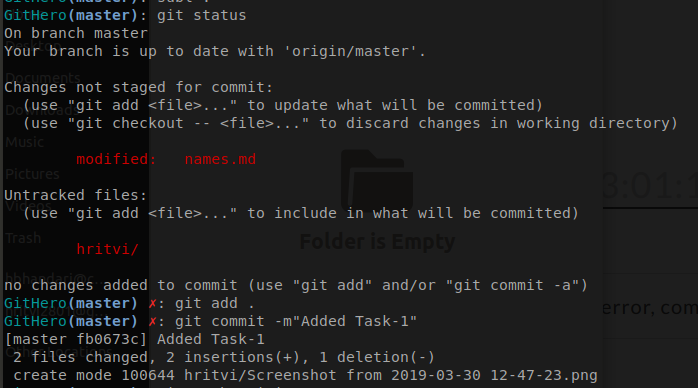 GitHero(master): git status
On branch master
Your branch is up to date with 'origin/master'.
Changes not staged for commit:
(use "git add <file>..." to update what will be committed)
(use "git checkout -- <file>..." to discard changes in working directory)
modified: names.md
Untracked files:
(use "git add <file>..." to include in what will be committed)
hritvi/
no changes added to commit (use "git add" and/or "git commit -a")
GitHero(master) ✗: git add .
GitHero(master) ✗: git commit -m"Added Task-1"
[master fb0673c] Added Task-1
2 files changed, 2 insertions(+), 1 deletion(-)
create mode 100644 hritvi/Screenshot from 2019-03-30 12-47-23.png
Documents
Music
Pictures
Videos
Trash
Folder is Empty
error, com